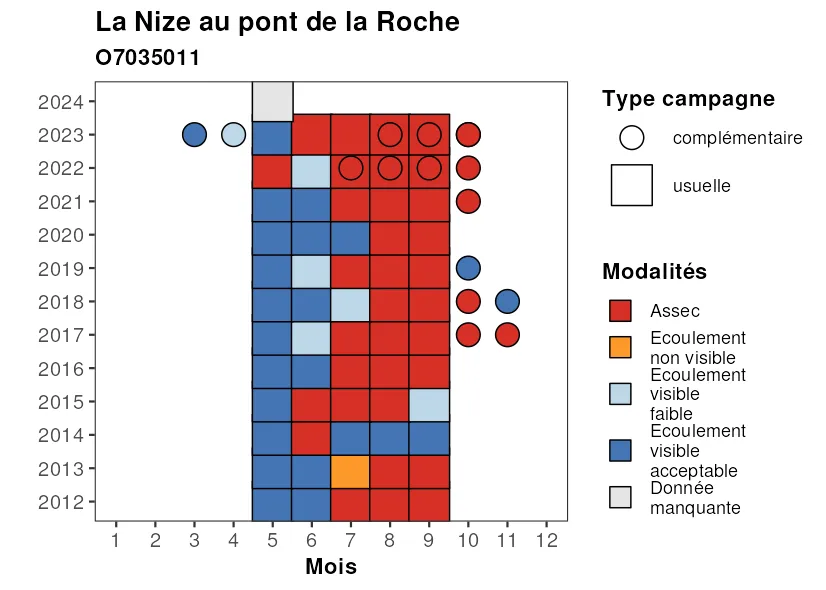 La Nize au pont de la Roche
O7035011
2024
2023
2022
2021
2020
2019
2018
2017
2016
2015
2014
2013
2012
1 2 3 4 5 6 7 8 9 10 11 12
Mois
Type campagne
complémentaire
usuelle
Modalités
Assec
Ecoulement
non visible
Ecoulement
visible
faible
Ecoulement
visible
acceptable
Donnée
manquante